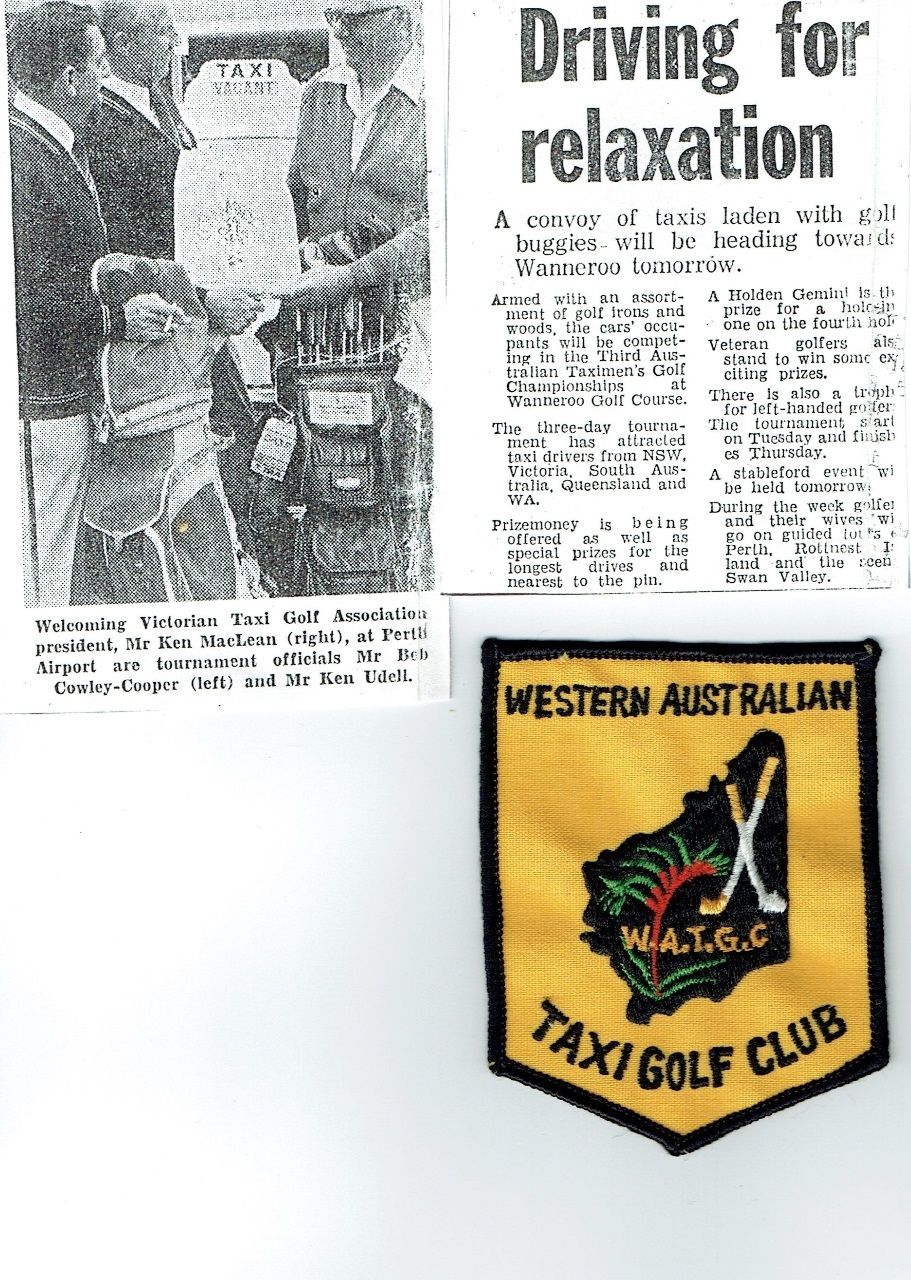 TAXI
VACANT
Welcoming Victorian Taxi Golf Association
president, Mr Ken MacLean (right), at Perth
Airport are tournament officials Mr Bob
Cowley-Cooper (left) and Mr Ken Udell.
Driving for
relaxation
A convoy of taxis laden with golf
buggies will be heading towards
Wanneroo tomorrow.
Armed with an assort-
ment of golf irons and
woods, the cars' occu-
pants will be compet-
ing in the Third Aus-
tralian Taximen's Golf
Championships at
Wanneroo Golf Course.
The three-day tourna-
ment has attracted
taxi drivers from NSW,
Victoria, South Aus-
tralia, Queensland and
WA.
Prizemoney is being
offered as well as
special prizes for the
longest drives and
nearest to the pin.
A Holden Gemini is th
prize for a hole-in
one on the fourth hol
Veteran golfers als
stand to win some ex
citing prizes.
There is also a troph
for left-handed golfer
The tournament start
on Tuesday and finish
es Thursday.
A stableford event wi
be held tomorrow.
During the week golfer
and their wives wi
go on guided tours
Perth, Rottnest Is
land and the scen
Swan Valley.
WESTERN AUSTRALIAN
W.A.T.G.C
TAXI GOLF CLUB